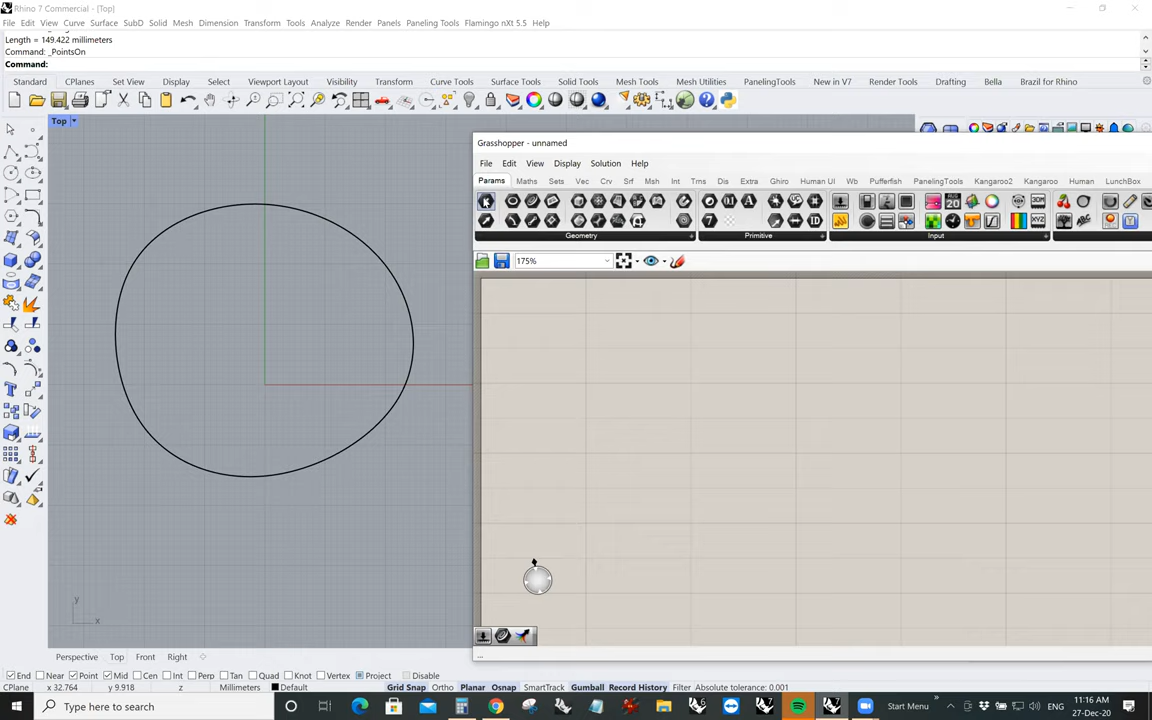 Rhino 7 Commercial - [Top]
File Edit View Curve Surface SubD Solid Mesh Dimension Transform Tools Analyze Render Panels Paneling Tools Flamingo nXt 5.5 Help
Length = 149.422 millimeters
Command: _PointsOn
Command:
Standard CPlanes Set View Display Select Viewport Layout Visibility Transform Curve Tools Surface Tools Solid Tools Mesh Tools Mesh Utilities PanelingTools New in V7 Render Tools Drafting Bella Brazil for Rhino
Top
Grasshopper - unnamed
File Edit View Display Solution Help
Params Maths Sets Vec Crv Srf Msh Int Trns Dis Extra Ghiro Human UI Wb Pufferfish PanelingTools Kangaroo2 Kangaroo Human LunchBox
Geometry Primitive Input
175%
y
x
...
Perspective Top Front Right
End Near Point Mid Cen Int Perp Tan Quad Knot Vertex Project Disable
CPlane x 32.764 y 9.918 z Millimeters Default Grid Snap Ortho Planar Osnap SmartTrack Gumball Record History Filter Absolute tolerance: 0.001
Type here to search
Start Menu
ENG
11:16 AM
27-Dec-20